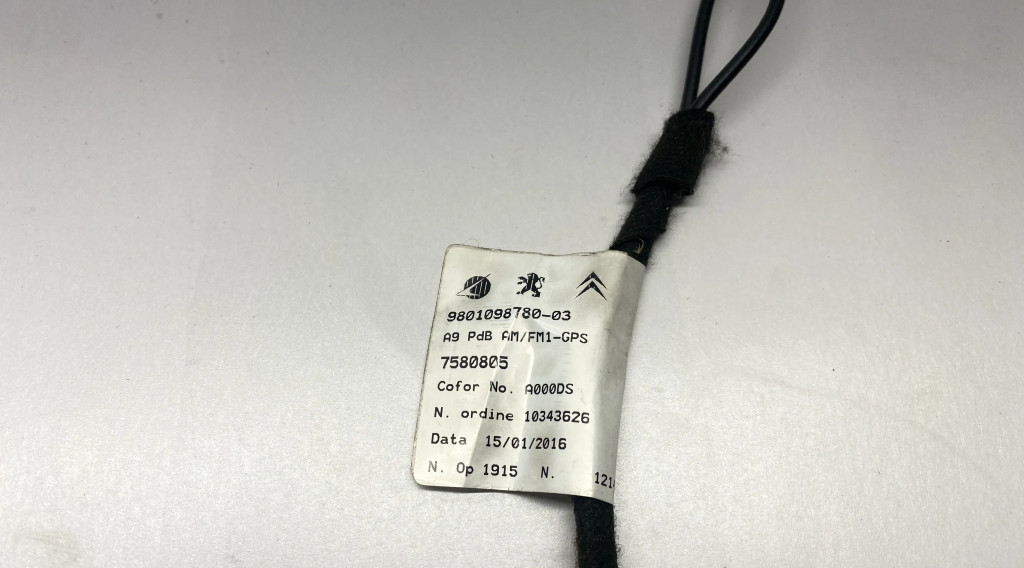 9801098780-03
A9 PdB AM/FM1-GPS
7580805
Cofor No. A000DS
N. ordine 10343626
Data 15/01/2016
N. Op 1915 N.